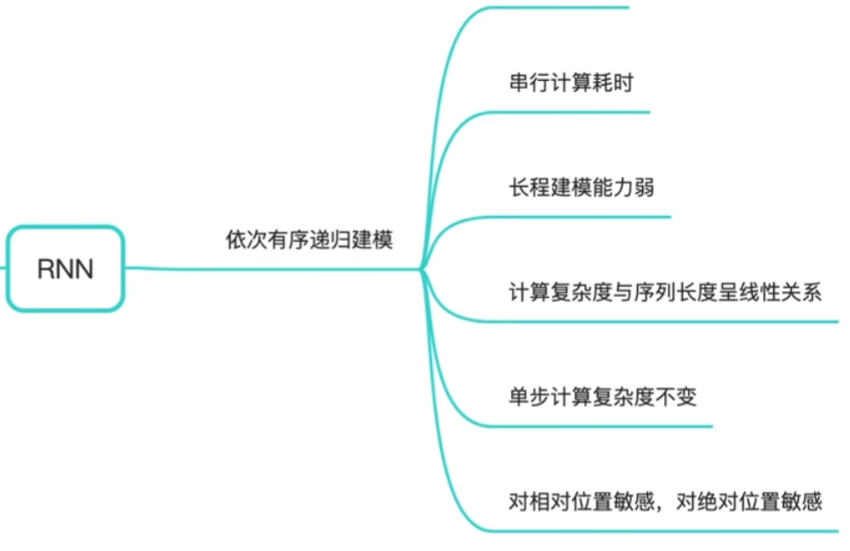 串行计算耗时
长程建模能力弱
依次有序递归建模
RNN
计算复杂度与序列长度呈线性关系
单步计算复杂度不变
对相对位置敏感，对绝对位置敏感